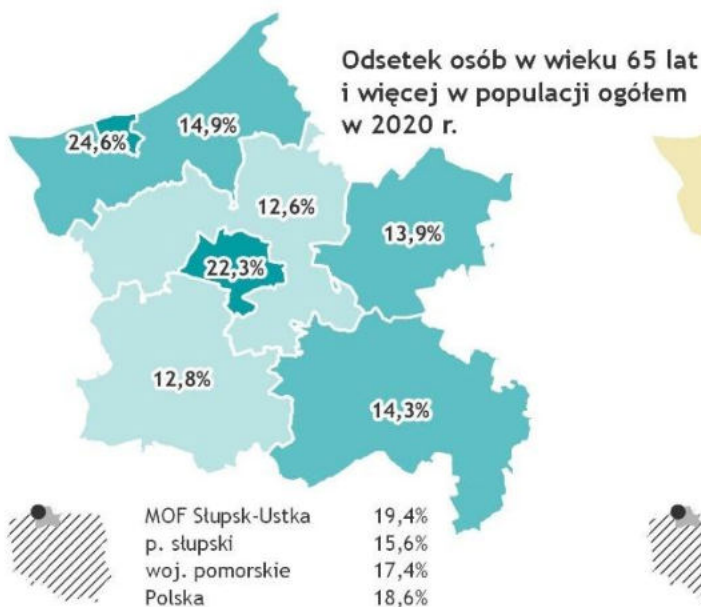 Odsetek osób w wieku 65 lat
i więcej w populacji ogółem
w 2020 r.
24,6%
14,9%
12,6%
13,9%
22,3%
12,8%
14,3%
MOF Słupsk-Ustka 19,4%
p. słupski 15,6%
woj. pomorskie 17,4%
Polska 18,6%